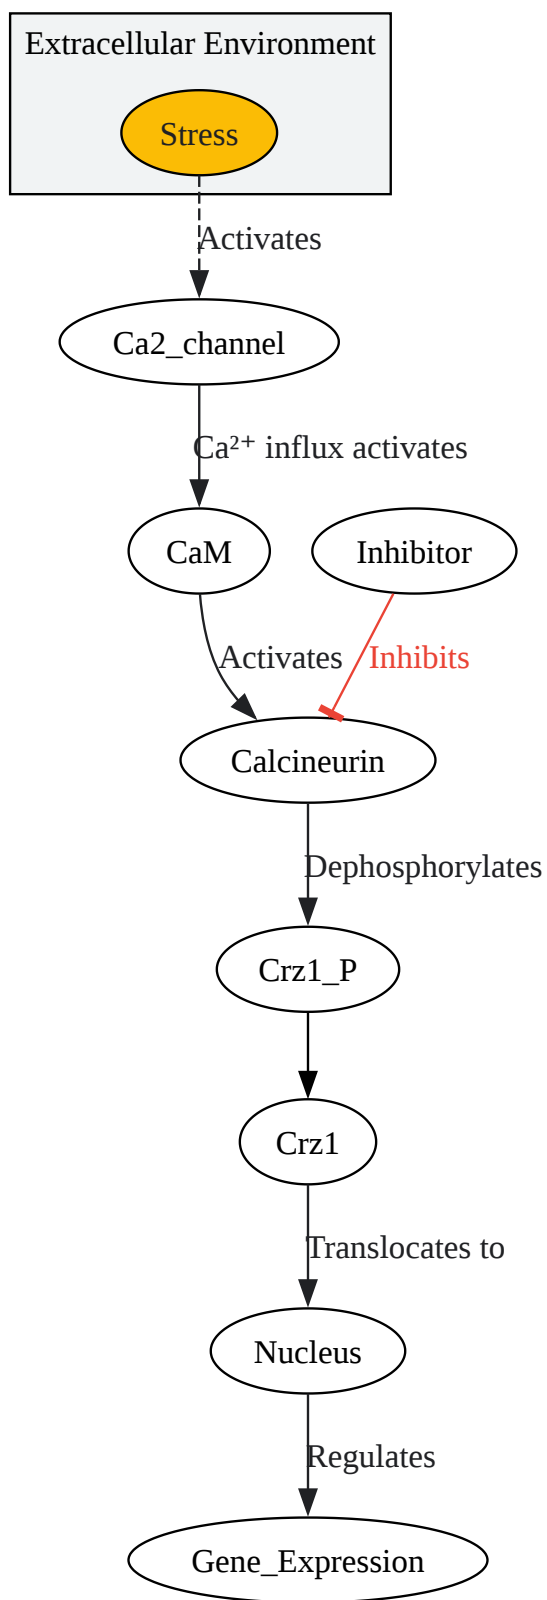 Extracellular Environment
Stress
Activates
Ca2_channel
Ca²⁺ influx activates
CaM
Inhibitor
Activates
Inhibits
Calcineurin
Dephosphorylates
Crz1_P
Crz1
Translocates to
Nucleus
Regulates
Gene_Expression